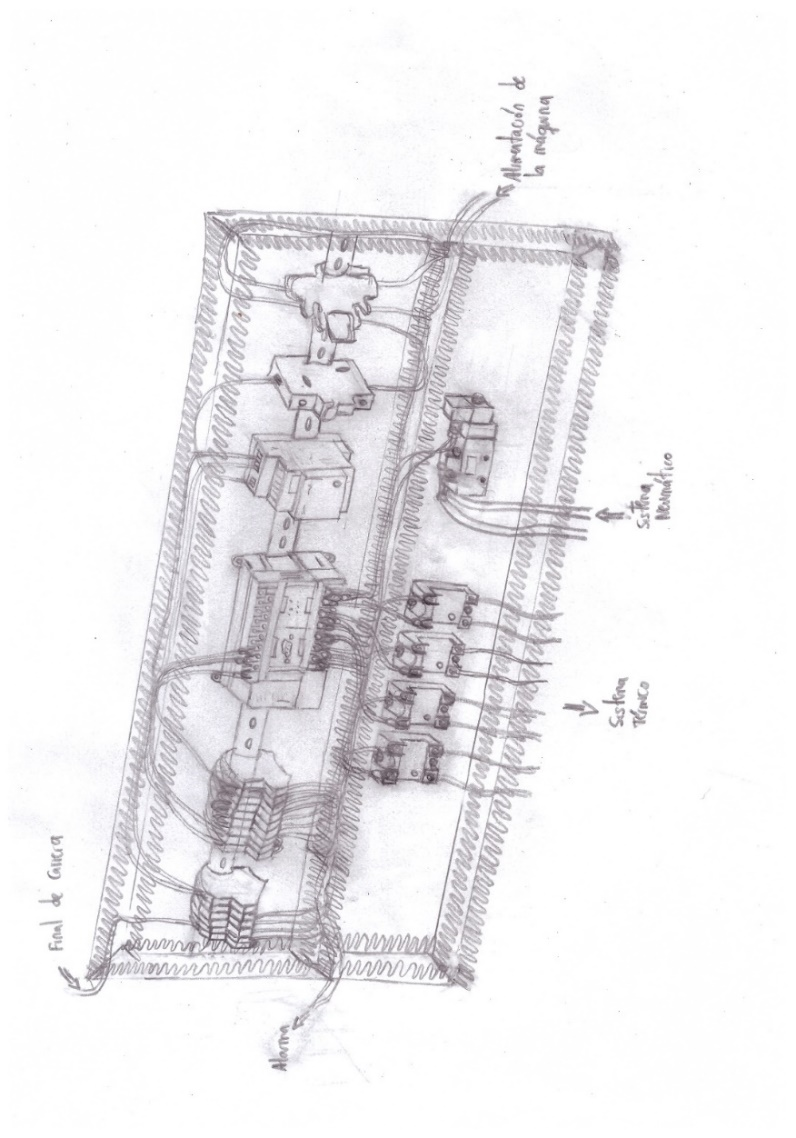 Final de Carrera
Alarma
Alimentación de
la máquina
Sistema
Térmico
Sistema
Neumático